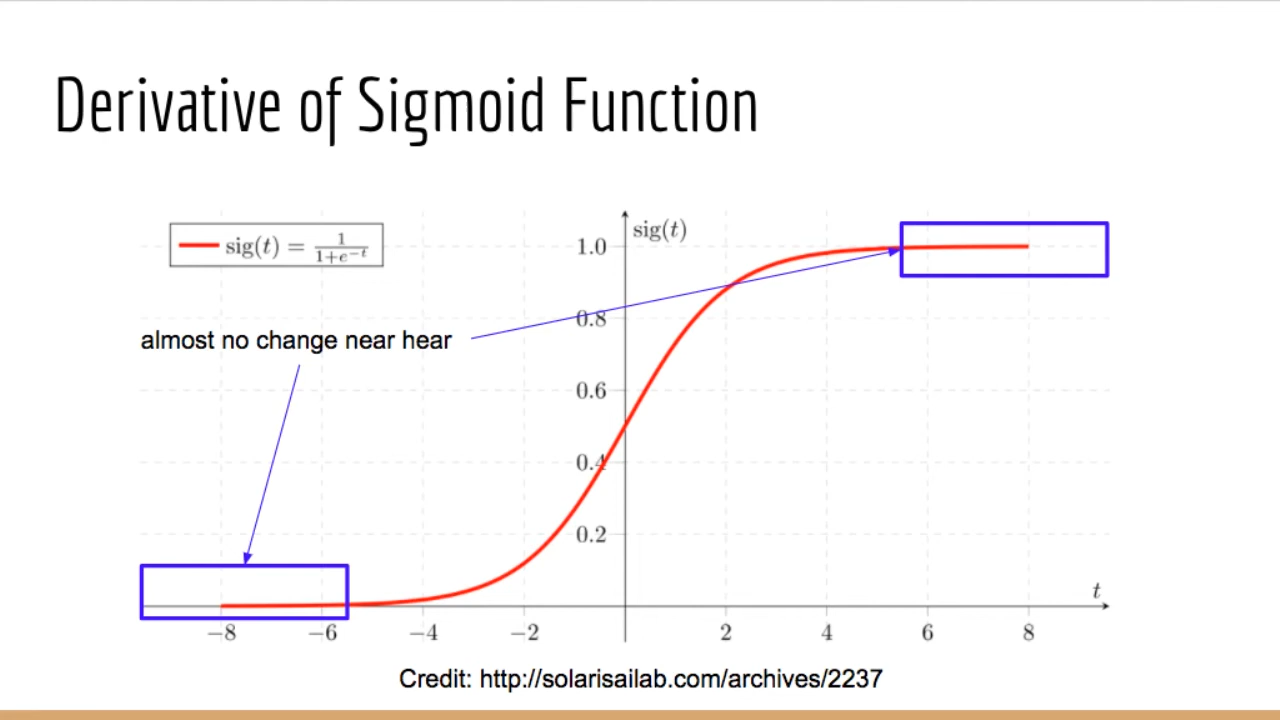 Derivative of Sigmoid Function
sig(t)
sig(t) = 1/(1+e^{-t})
1.0
0.8
almost no change near hear
0.6
0.4
0.2
t
−8 −6 −4 −2 2 4 6 8
Credit: http://solarisailab.com/archives/2237